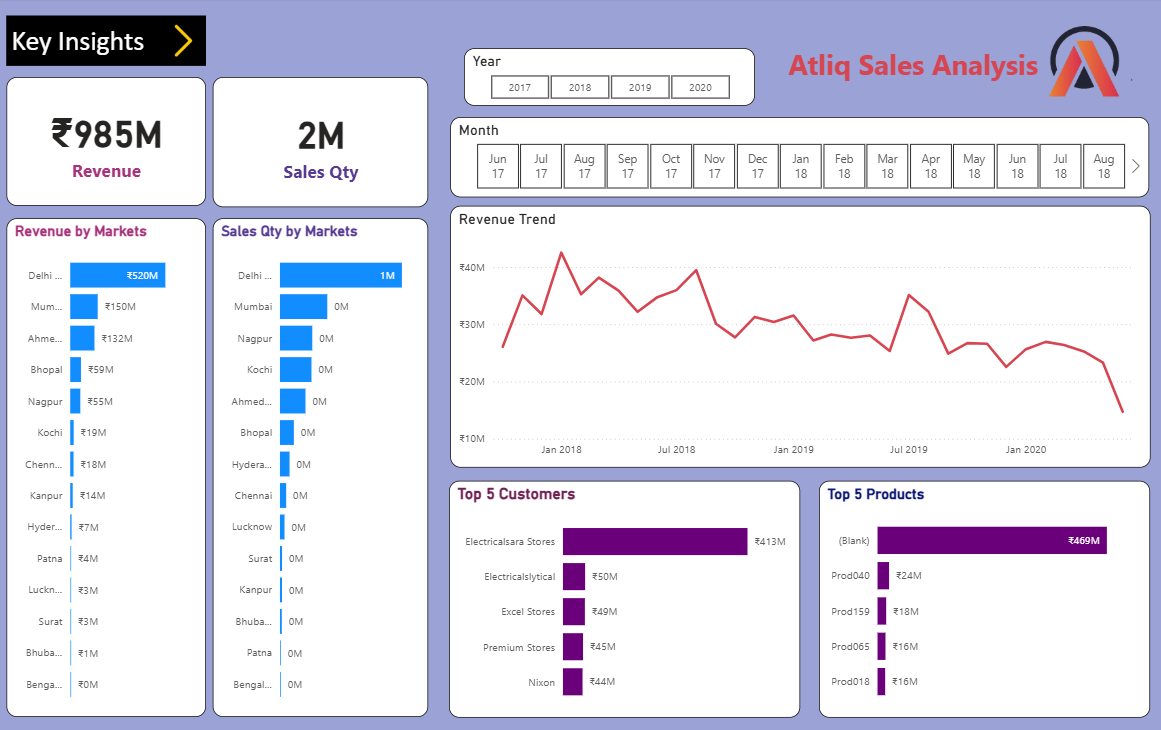 Key Insights
Atliq Sales Analysis
Year
2017 2018 2019 2020
Month
Jun 17 Jul 17 Aug 17 Sep 17 Oct 17 Nov 17 Dec 17 Jan 18 Feb 18 Mar 18 Apr 18 May 18 Jun 18 Jul 18 Aug 18
₹985M
Revenue
2M
Sales Qty
Revenue by Markets
Delhi ... ₹520M
Mum... ₹150M
Ahme... ₹132M
Bhopal ₹59M
Nagpur ₹55M
Kochi ₹19M
Chenn... ₹18M
Kanpur ₹14M
Hyder... ₹7M
Patna ₹4M
Luckn... ₹3M
Surat ₹3M
Bhuba... ₹1M
Benga... ₹0M
Sales Qty by Markets
Delhi ... 1M
Mumbai 0M
Nagpur 0M
Kochi 0M
Ahmed... 0M
Bhopal 0M
Hydera... 0M
Chennai 0M
Lucknow 0M
Surat 0M
Kanpur 0M
Bhuba... 0M
Patna 0M
Bengal... 0M
Revenue Trend
₹40M
₹30M
₹20M
₹10M
Jan 2018 Jul 2018 Jan 2019 Jul 2019 Jan 2020
Top 5 Customers
Electricalsara Stores ₹413M
Electricalslytical ₹50M
Excel Stores ₹49M
Premium Stores ₹45M
Nixon ₹44M
Top 5 Products
(Blank) ₹469M
Prod040 ₹24M
Prod159 ₹18M
Prod065 ₹16M
Prod018 ₹16M